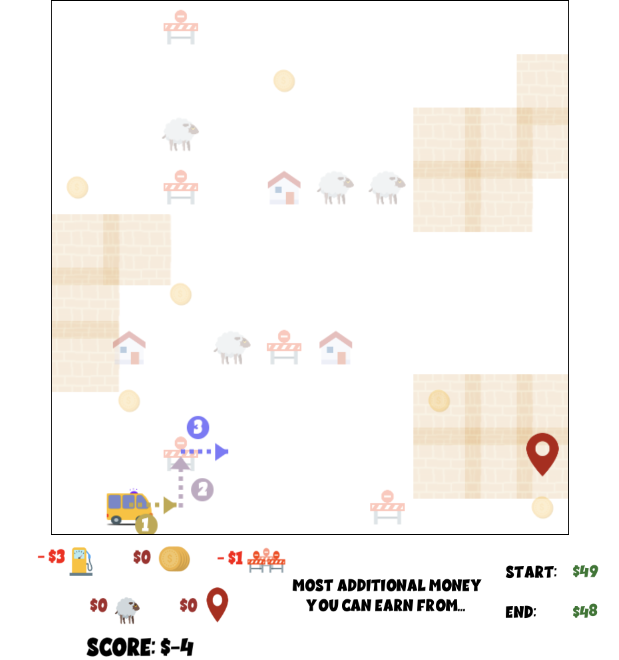 3
2
1
- $3
$0
- $1
$0
$0
MOST ADDITIONAL MONEY
YOU CAN EARN FROM...
START: $49
END: $48
SCORE: $-4